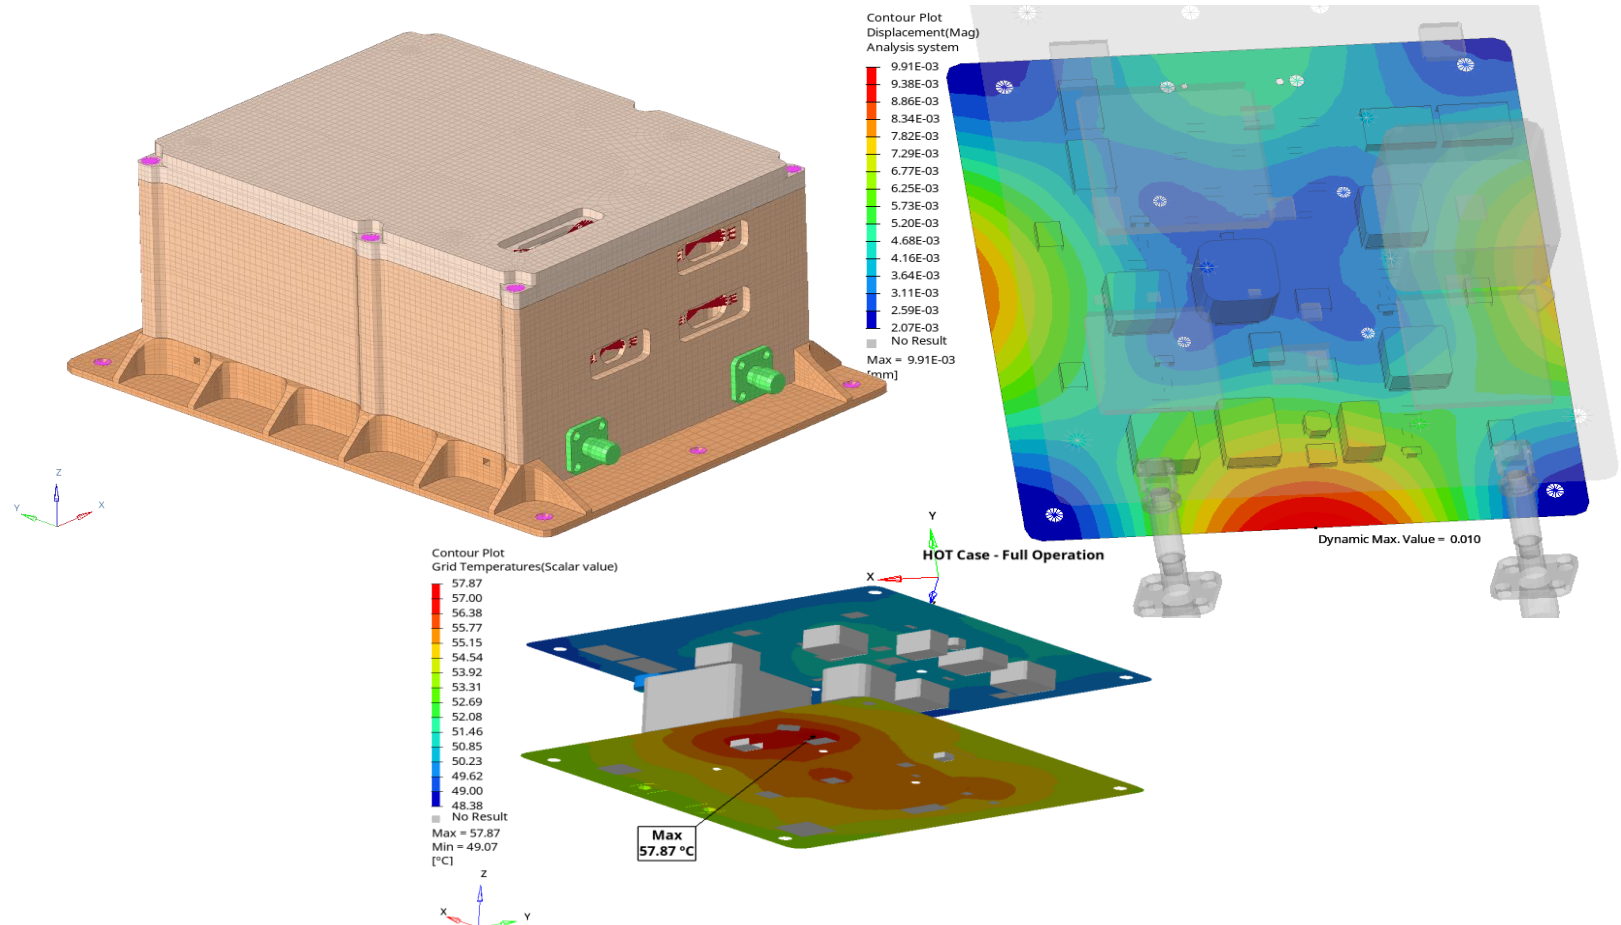 Contour Plot
Displacement(Mag)
Analysis system
9.91E-03
9.38E-03
8.86E-03
8.34E-03
7.82E-03
7.29E-03
6.77E-03
6.25E-03
5.73E-03
5.20E-03
4.68E-03
4.16E-03
3.64E-03
3.11E-03
2.59E-03
2.07E-03
No Result
Max = 9.91E-03
[mm]
Z
Y
X
Dynamic Max. Value = 0.010
Y
X
HOT Case - Full Operation
Contour Plot
Grid Temperatures(Scalar value)
57.87
57.00
56.38
55.77
55.15
54.54
53.92
53.31
52.69
52.08
51.46
50.85
50.23
49.62
49.00
48.38
No Result
Max = 57.87
Min = 49.07
[°C]
Max
57.87 °C
Z
X
Y